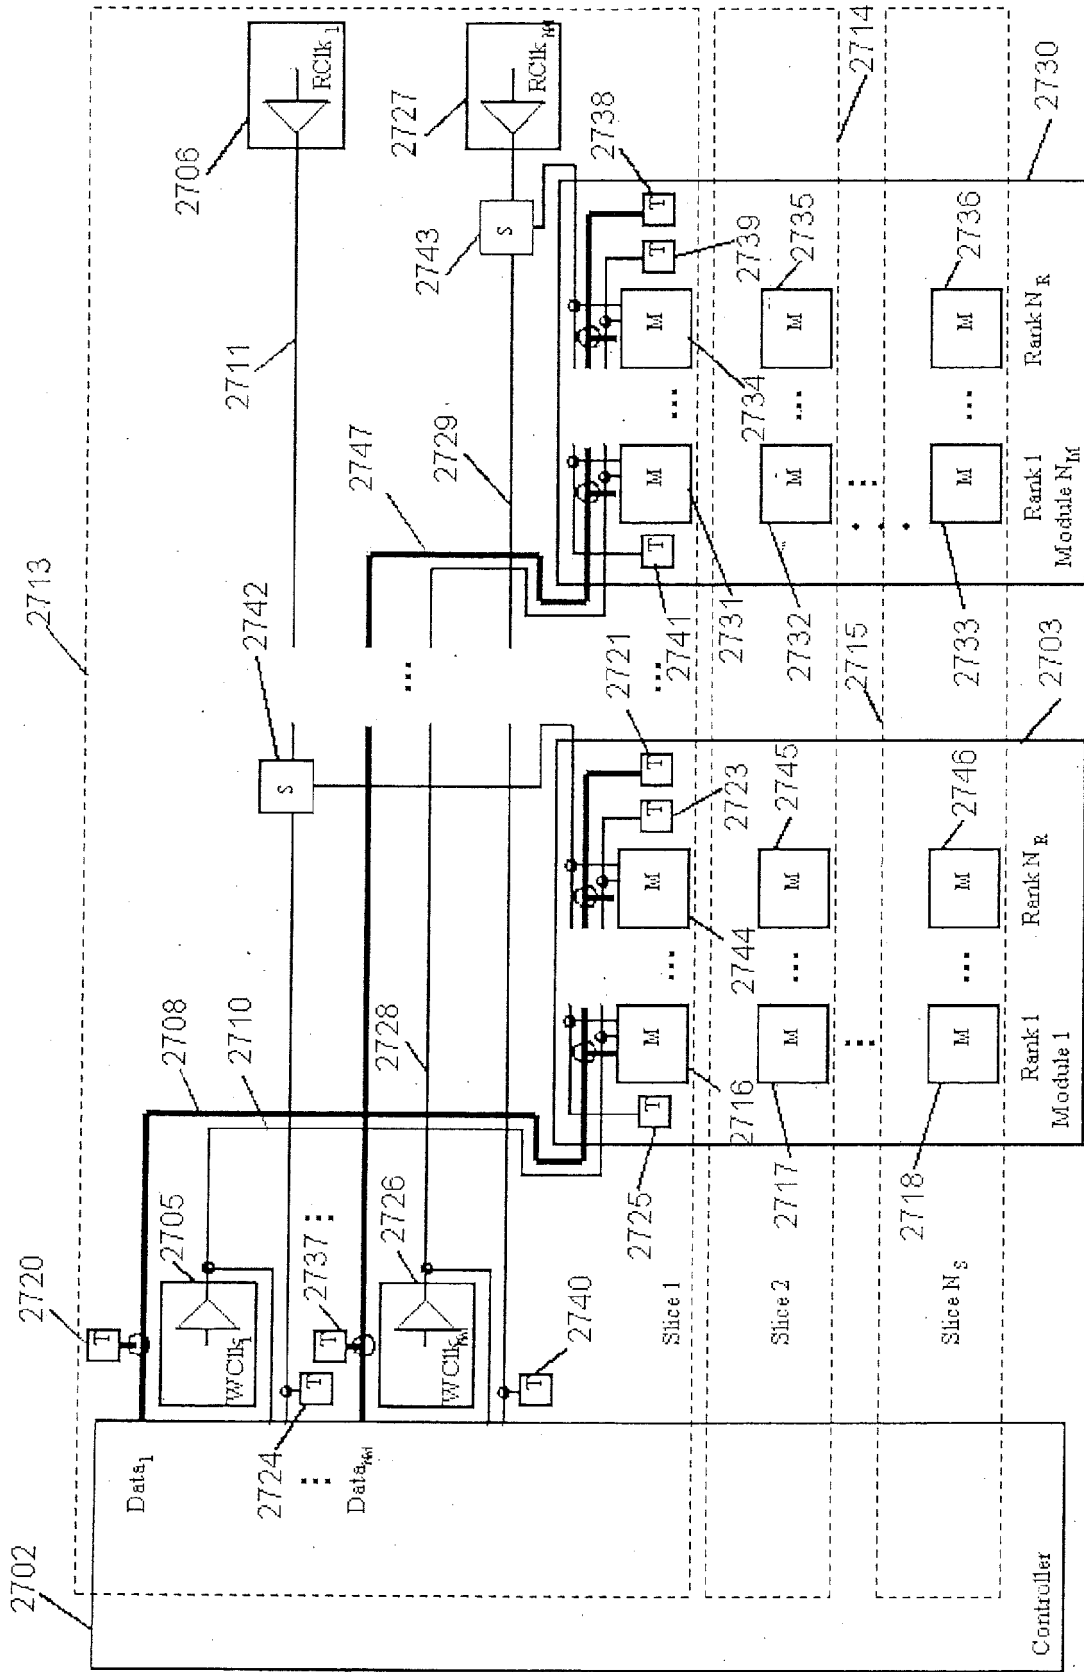 2702
Controller
Data₁
Data_M
2720
T
2705
WClk₁
2724
T
2737
T
2726
WClk_M
2740
T
2713
2708
2710
2728
2742
S
2711
2747
2729
2706
RClk₁
2727
RClk_M
2743
S
Slice 1
Slice 2
Slice N_S
2725
T
2716
M
2717
M
2718
M
Rank 1
Module 1
2744
M
2745
M
2746
M
Rank N_R
2723
T
2721
T
2703
2715
2741
T
2731
M
2732
M
2733
M
Rank 1
Module N_M
2734
M
2735
M
2736
M
Rank N_R
2739
T
2738
T
2714
2730